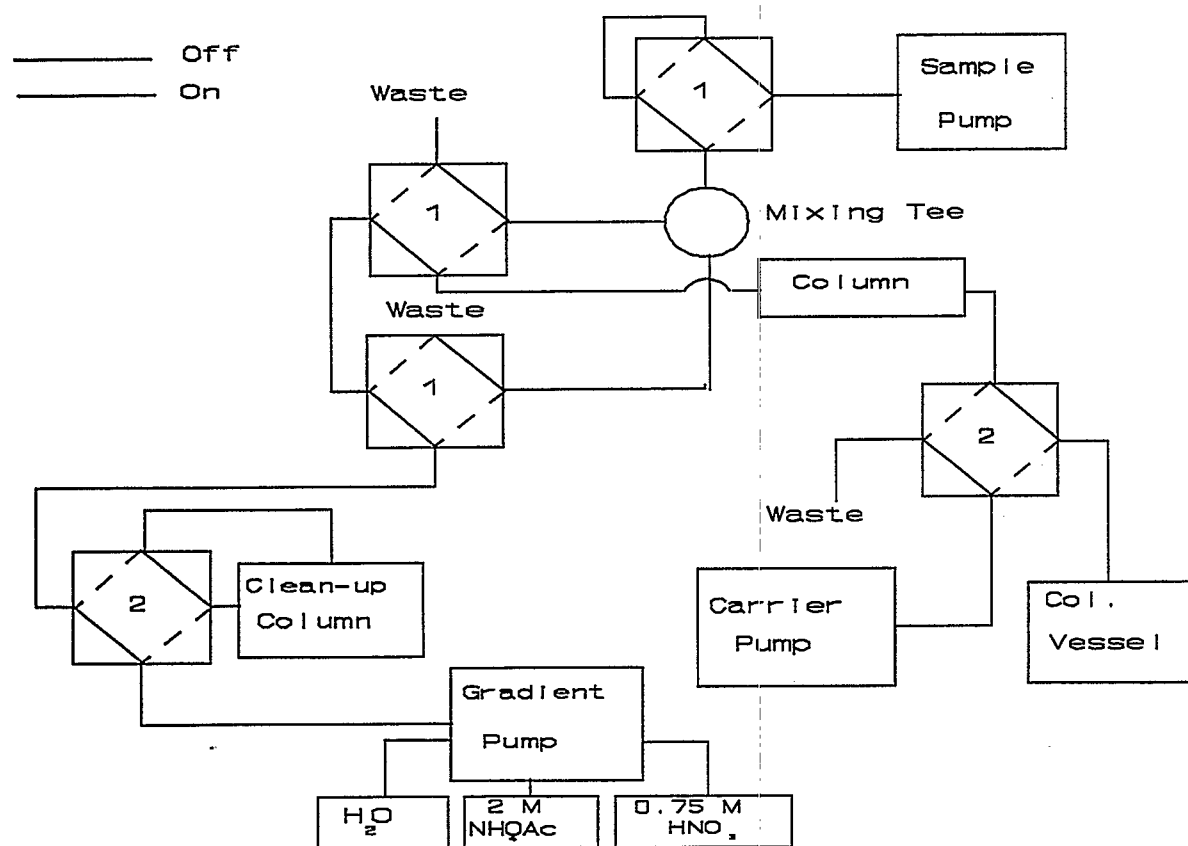 Off
On
Waste
1
Sample
Pump
1
Mixing Tee
Column
Waste
1
2
Waste
2
Clean-up
Column
Carrier
Pump
Col.
Vessel
Gradient
Pump
H₂O
2 M
NH₄OAc
0.75 M
HNO₃